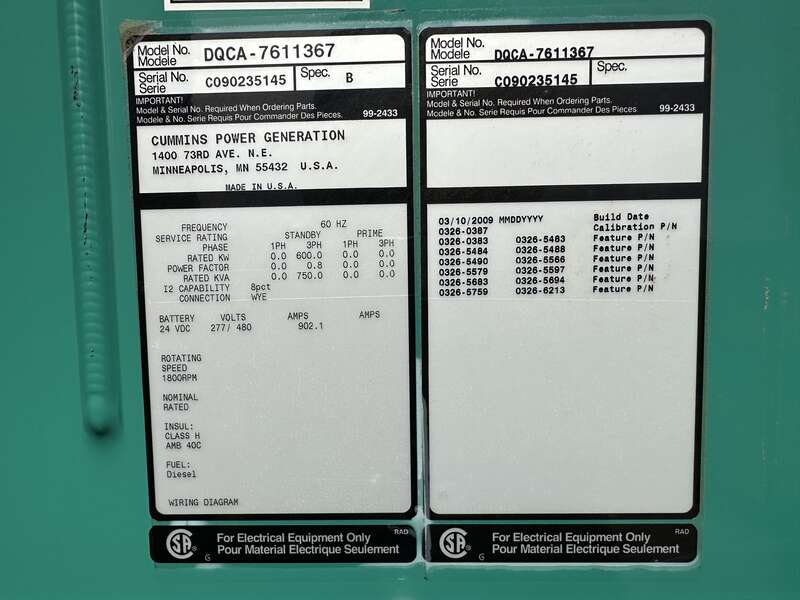 Model No.
Modele
DQCA-7611367
Serial No.
Serie
C090235145
Spec.
B
IMPORTANT!
Model & Serial No. Required When Ordering Parts.
Modele & No. Serie Requis Pour Commander Des Pieces.
99-2433
CUMMINS POWER GENERATION
1400 73RD AVE. N.E.
MINNEAPOLIS, MN 55432 U.S.A.
MADE IN U.S.A.
FREQUENCY 60 HZ
SERVICE RATING STANDBY PRIME
PHASE 1PH 3PH 1PH 3PH
RATED KW 0.0 600.0 0.0 0.0
POWER FACTOR 0.0 0.8 0.0 0.0
RATED KVA 0.0 750.0 0.0 0.0
I2 CAPABILITY 8pct
CONNECTION WYE
BATTERY VOLTS AMPS AMPS
24 VDC 277/ 480 902.1
ROTATING
SPEED
1800RPM
NOMINAL
RATED
INSUL:
CLASS H
AMB 40C
FUEL:
Diesel
WIRING DIAGRAM
CSA
G
For Electrical Equipment Only
Pour Material Electrique Seulement
RAD
Model No.
Modele
DQCA-7611367
Serial No.
Serie
C090235145
Spec.
IMPORTANT!
Model & Serial No. Required When Ordering Parts.
Modele & No. Serie Requis Pour Commander Des Pieces.
99-2433
03/10/2009 MMDDYYYY Build Date
0326-0387 Calibration P/N
0326-0383 0326-5483 Feature P/N
0326-5484 0326-5488 Feature P/N
0326-5490 0326-5566 Feature P/N
0326-5579 0326-5597 Feature P/N
0326-5683 0326-5694 Feature P/N
0326-5759 0326-6213 Feature P/N
CSA
G
For Electrical Equipment Only
Pour Material Electrique Seulement
RAD